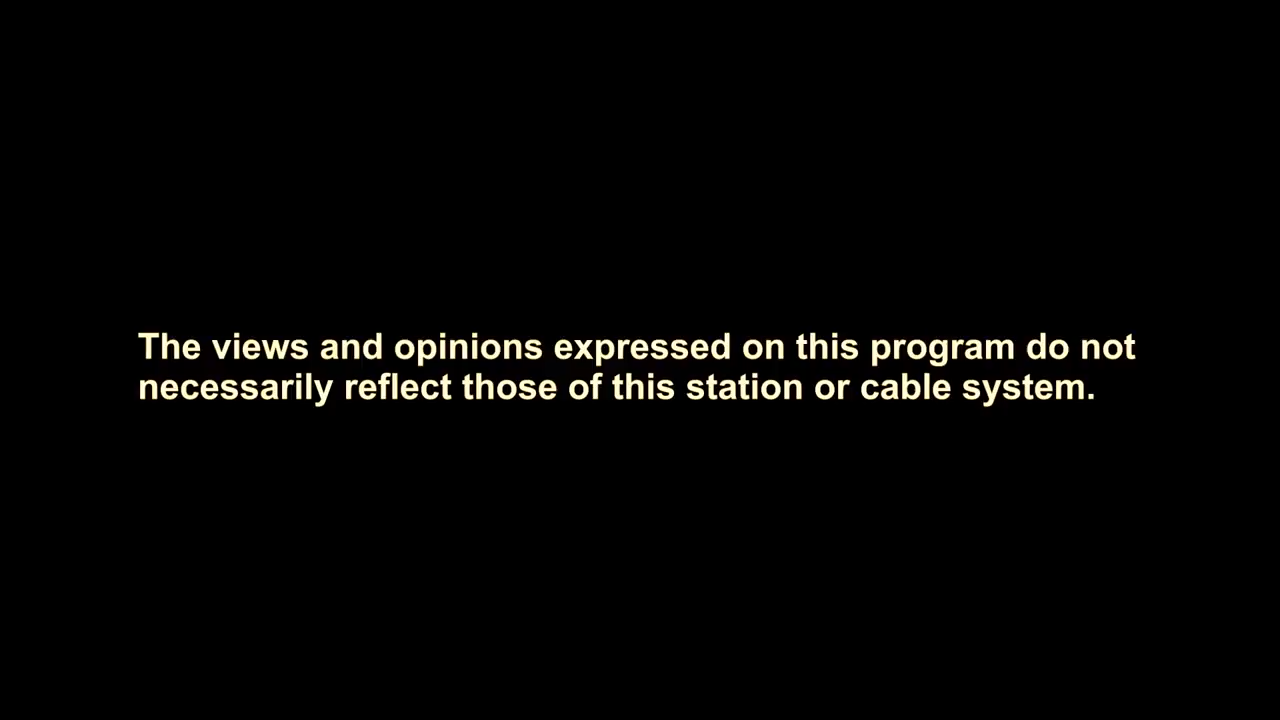 The views and opinions expressed on this program do not
necessarily reflect those of this station or cable system.